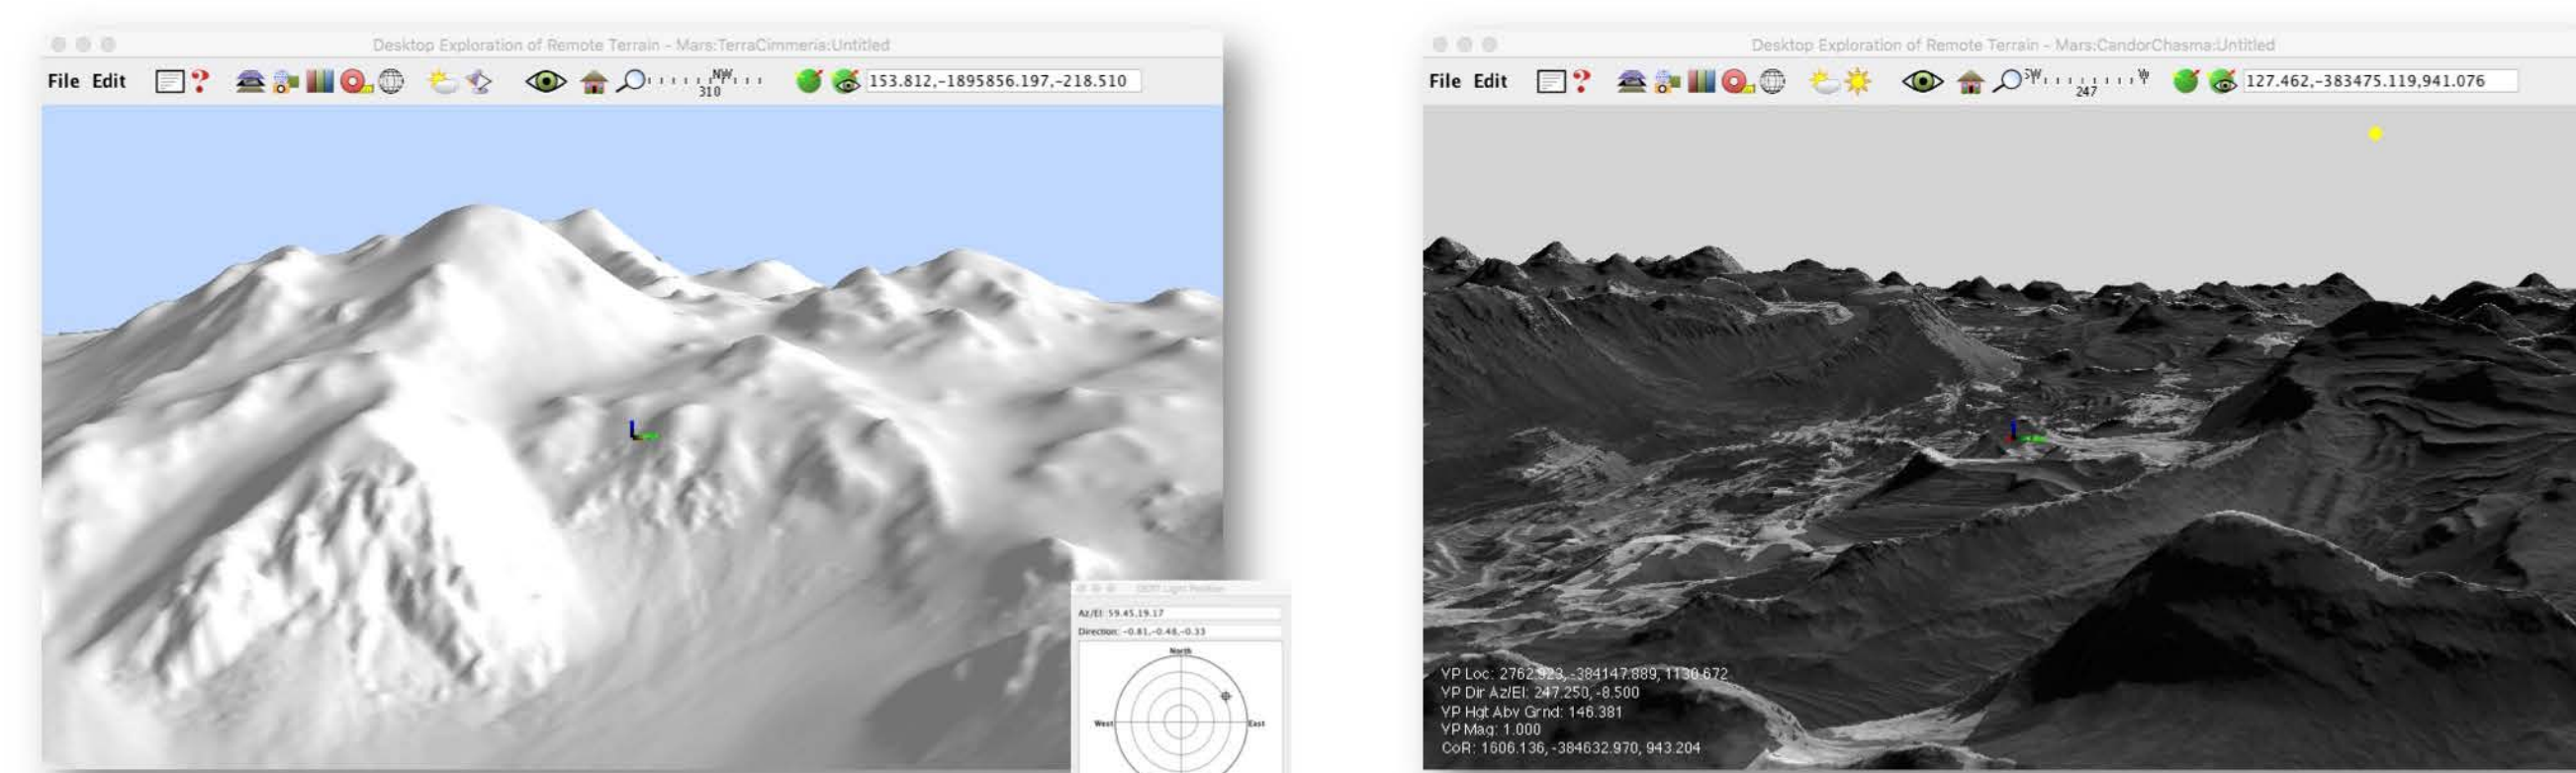 Desktop Exploration of Remote Terrain - Mars:TerraCimmeria:Untitled
File Edit
NW
310
153.812,-1895856.197,-218.510
Light Position
Az/El: 59.45,19.17
Direction: -0.81,-0.48,-0.33
North
West
East
Desktop Exploration of Remote Terrain - Mars:CandorChasma:Untitled
File Edit
SW
W
247
127.462,-383475.119,941.076
VP Loc: 2762.923, -384147.889, 1130.672
VP Dir Az/El: 247.250, -8.500
VP Hgt Abv Grnd: 146.381
VP Mag: 1.000
CoR: 1606.136, -384632.970, 943.204